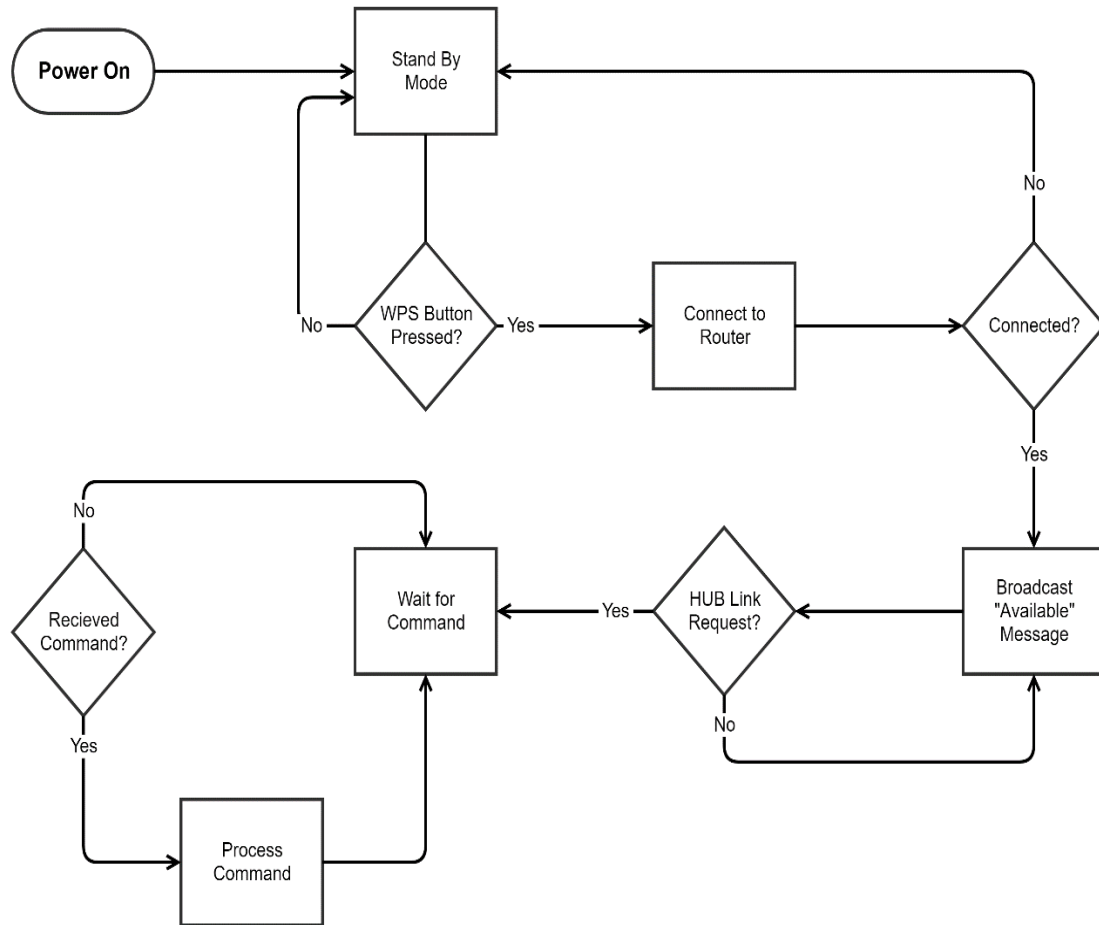 Power On
Stand By
Mode
No
No
WPS Button
Pressed?
Yes
Connect to
Router
Connected?
Yes
No
Recieved
Command?
Yes
Wait for
Command
Yes
HUB Link
Request?
No
Broadcast
"Available"
Message
Process
Command